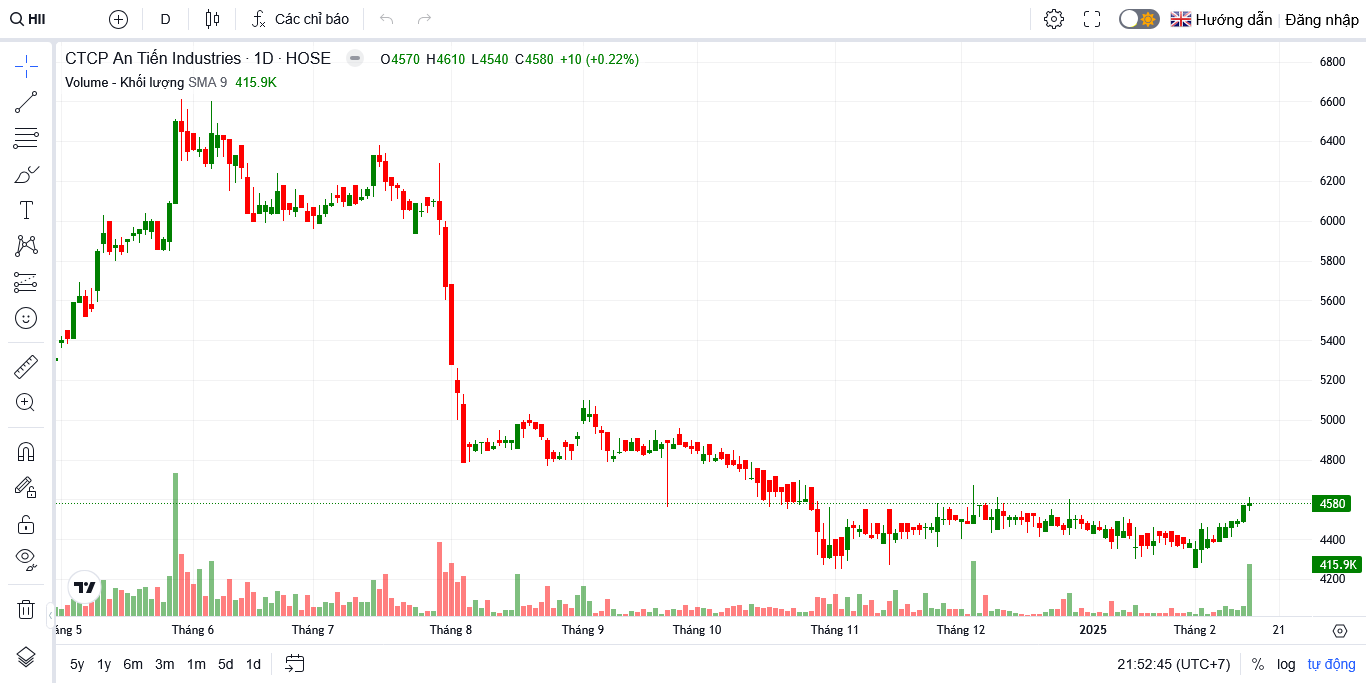 HII
D
Các chỉ báo
Hướng dẫn
Đăng nhập
CTCP An Tiến Industries · 1D · HOSE
O4570 H4610 L4540 C4580 +10 (+0.22%)
Volume - Khối lượng SMA 9 415.9K
6800
6600
6400
6200
6000
5800
5600
5400
5200
5000
4800
4580
4400
415.9K
4200
áng 5
Tháng 6
Tháng 7
Tháng 8
Tháng 9
Tháng 10
Tháng 11
Tháng 12
2025
Tháng 2
21
5y 1y 6m 3m 1m 5d 1d
21:52:45 (UTC+7)
%
log
tự động